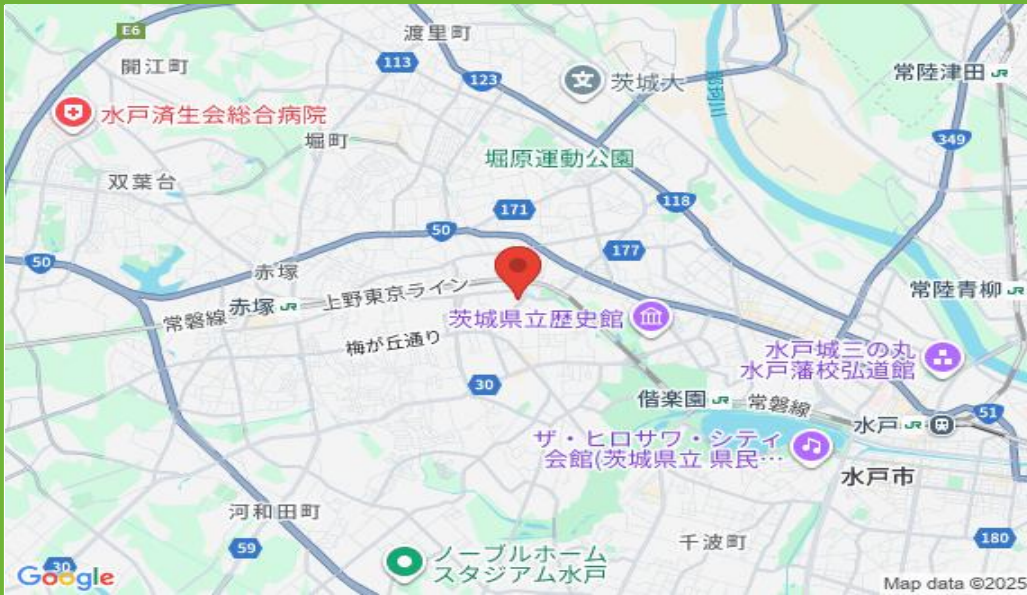 E6
渡里町
開江町
113
123
茨城大
常陸津田
那珂川
水戸済生会総合病院
堀町
349
堀原運動公園
双葉台
171
118
50
177
50
赤塚
赤塚
上野東京ライン
常磐線
常陸青柳
茨城県立歴史館
梅が丘通り
水戸城三の丸
水戸藩校弘道館
30
偕楽園
常磐線
51
水戸
ザ・ヒロサワ・シティ
会館(茨城県立 県民…
水戸市
河和田町
59
千波町
180
ノーブルホーム
スタジアム水戸
30
Google
Map data ©2025